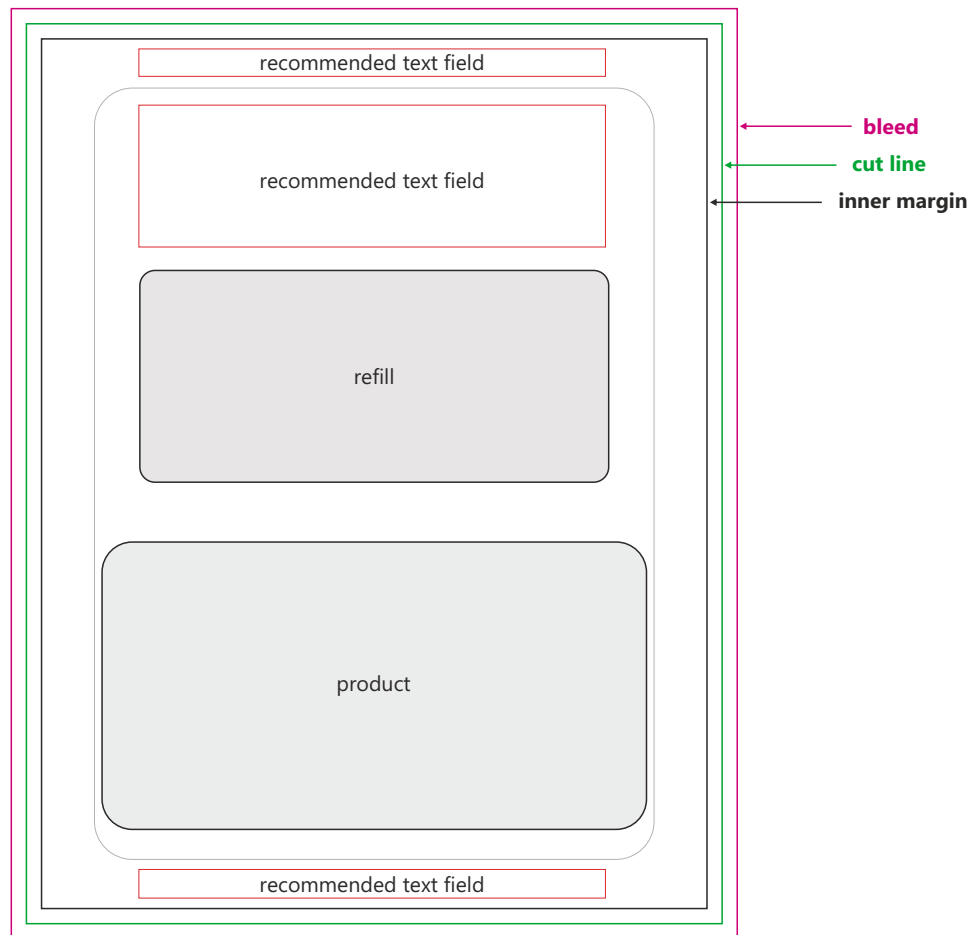 recommended text field
bleed
cut line
recommended text field
inner margin
refill
product
recommended text field